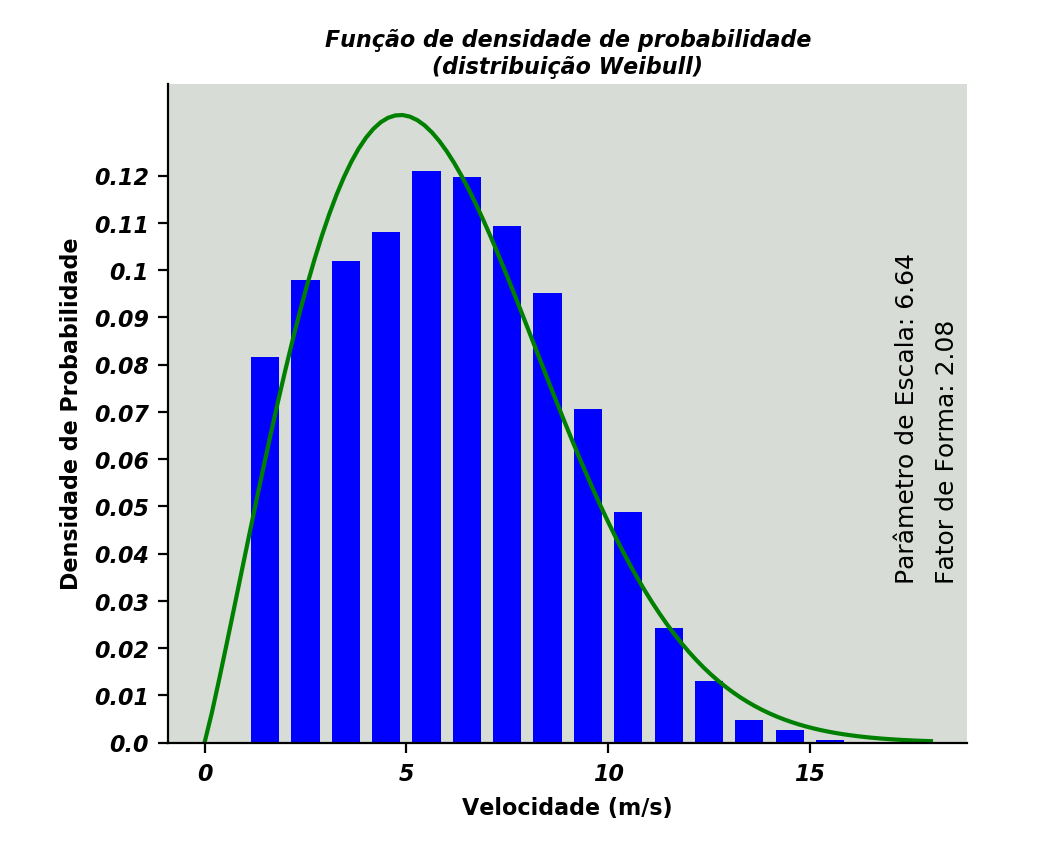 Função de densidade de probabilidade
(distribuição Weibull)
Densidade de Probabilidade
0.12
0.11
0.1
0.09
0.08
0.07
0.06
0.05
0.04
0.03
0.02
0.01
0.0
0
5
10
15
Velocidade (m/s)
Parâmetro de Escala: 6.64
Fator de Forma: 2.08